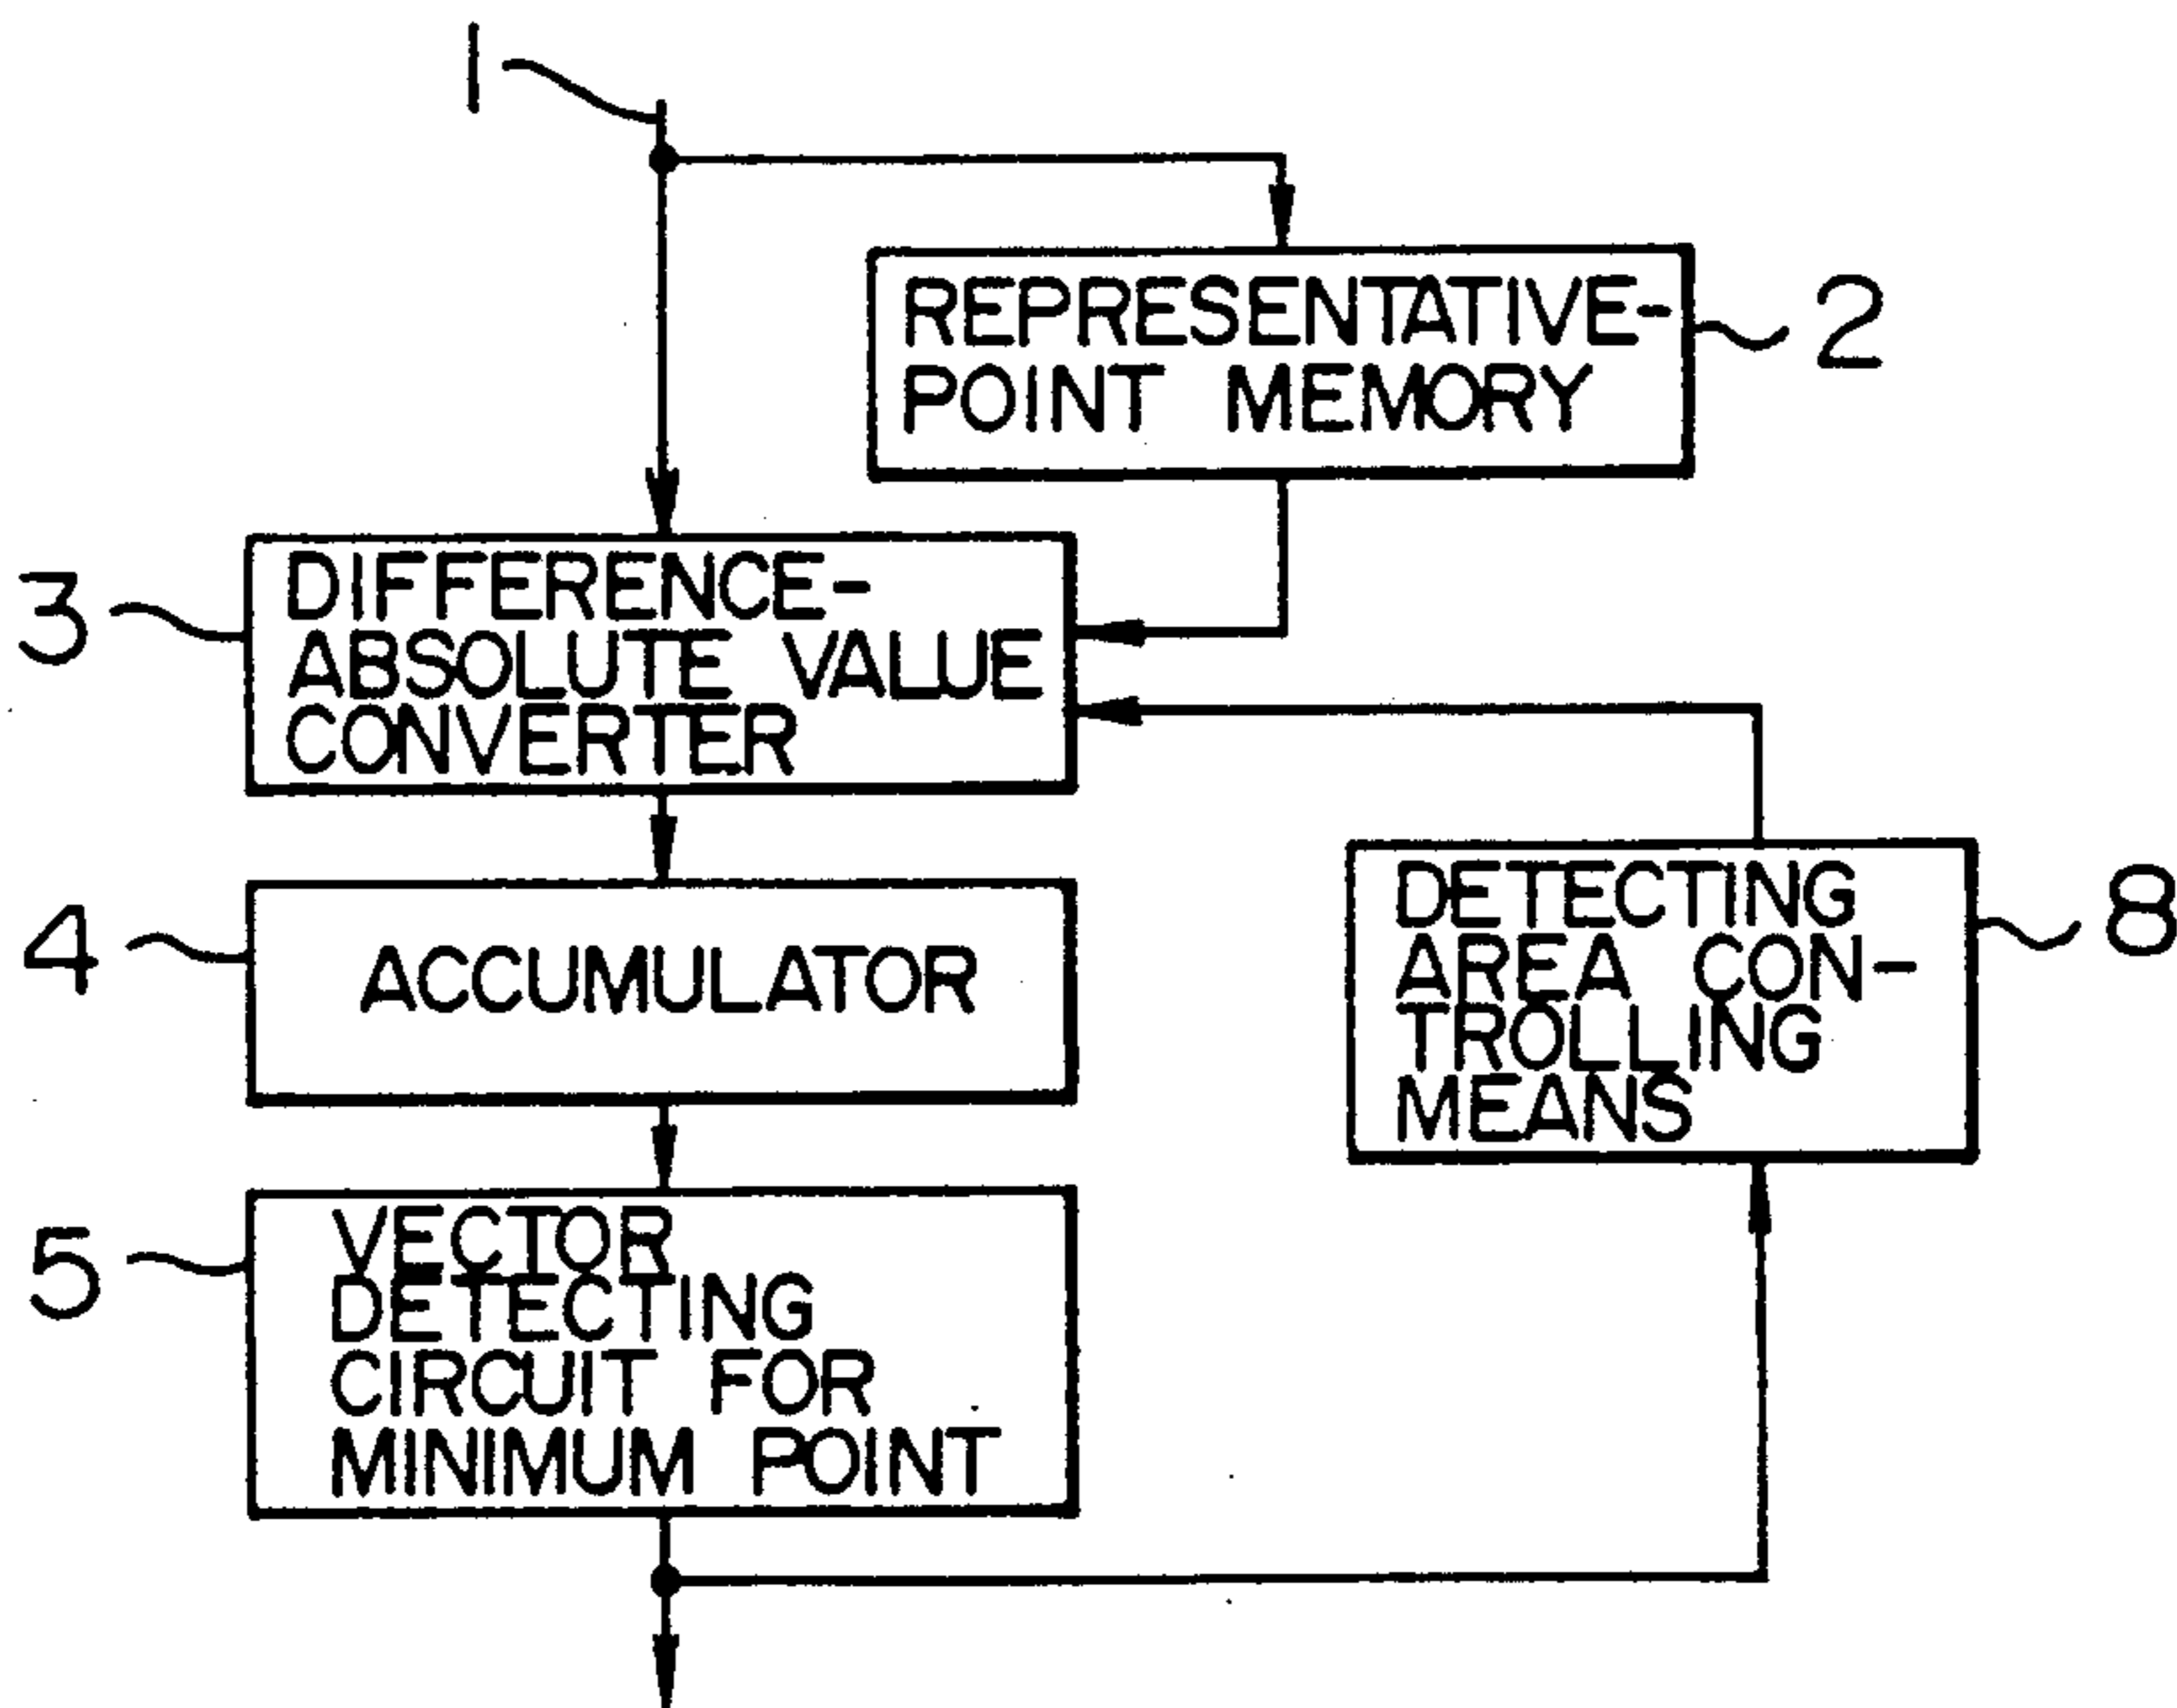 1
REPRESENTATIVE-
POINT MEMORY
2
3
DIFFERENCE-
ABSOLUTE VALUE
CONVERTER
4
ACCUMULATOR
DETECTING
AREA CON-
TROLLING
MEANS
8
5
VECTOR
DETECTING
CIRCUIT FOR
MINIMUM POINT